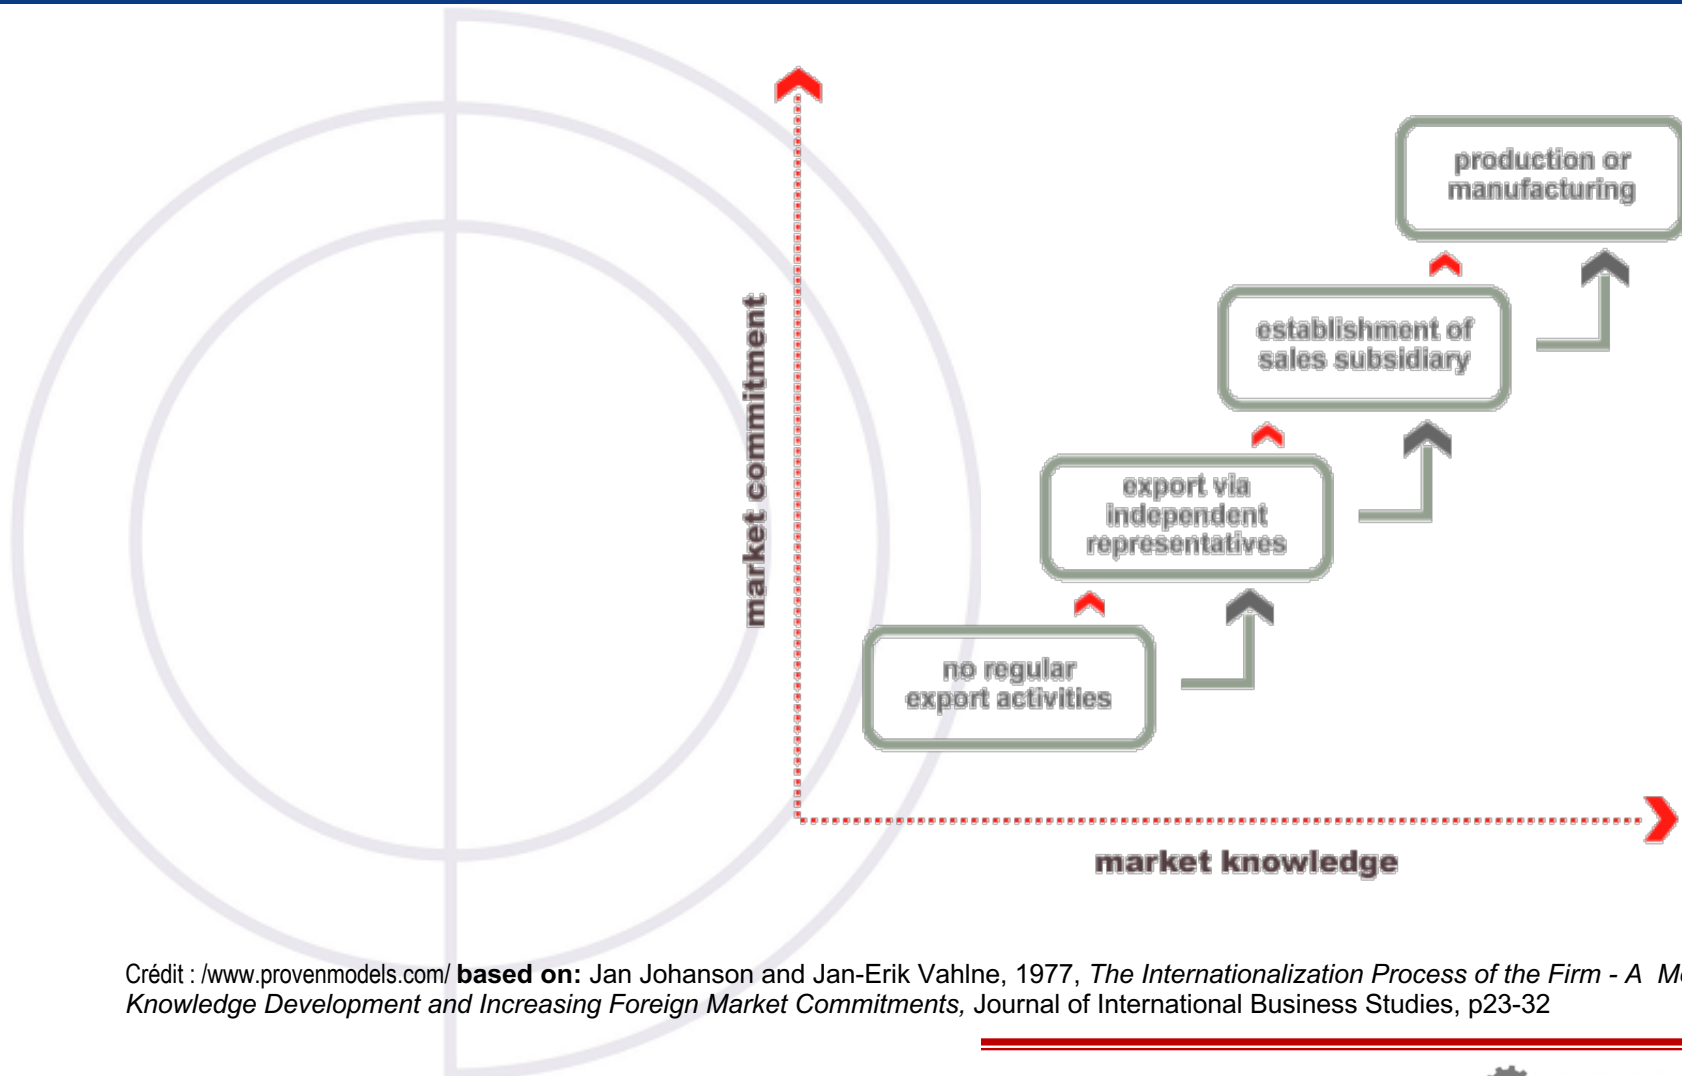 production or
manufacturing
establishment of
sales subsidiary
export via
independent
representatives
no regular
export activities
market commitment
market knowledge
Crédit : /www.provenmodels.com/ based on: Jan Johanson and Jan-Erik Vahlne, 1977, The Internationalization Process of the Firm - A
Knowledge Development and Increasing Foreign Market Commitments, Journal of International Business Studies, p23-32